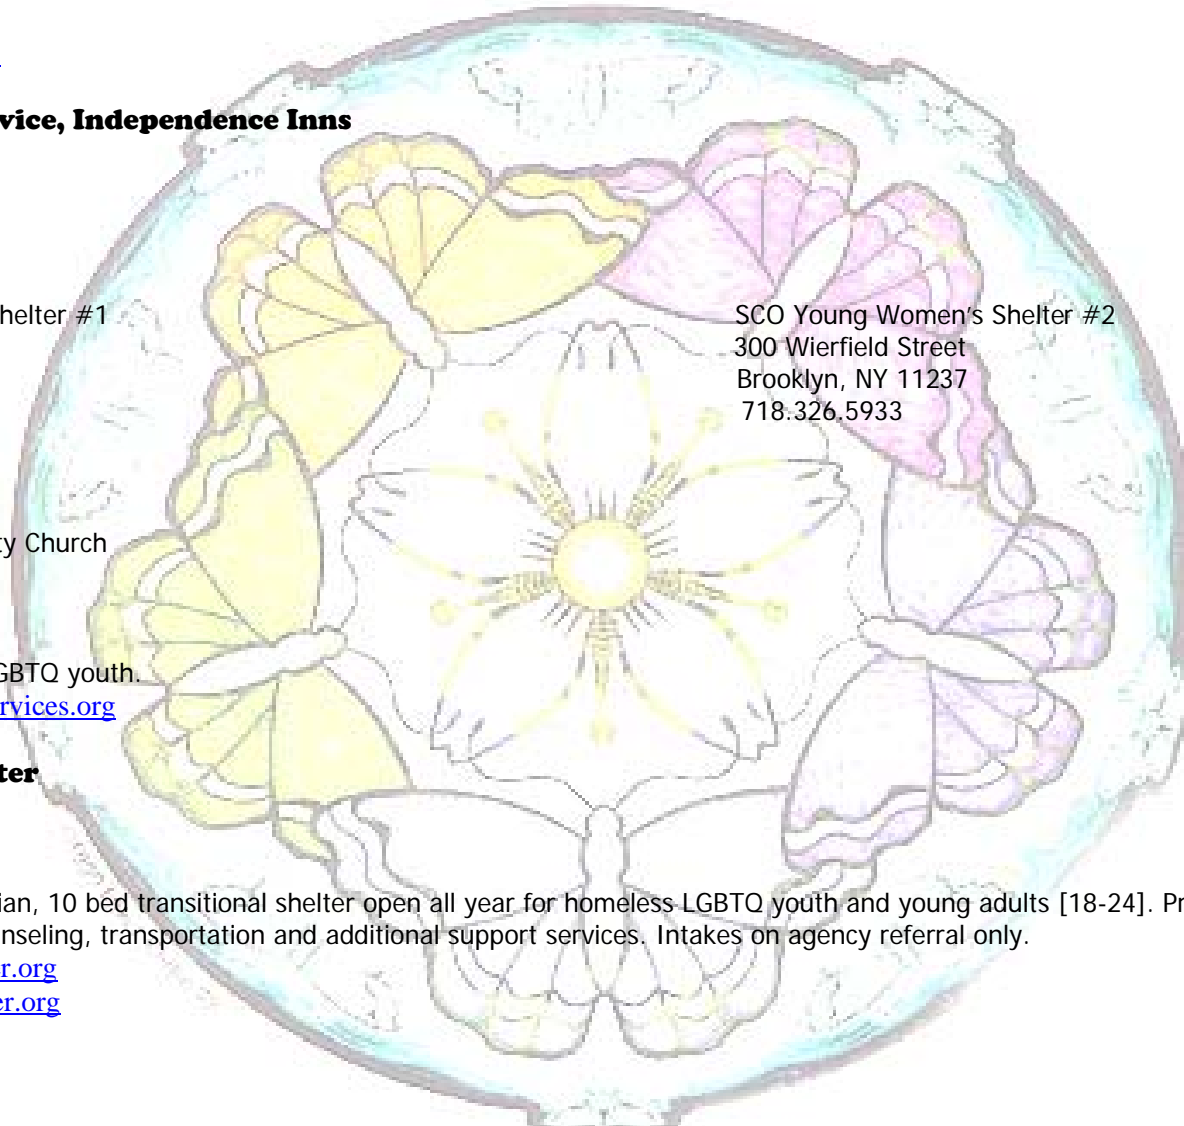 vice, Independence Inns
helter #1
SCO Young Women's Shelter #2
300 Wierfield Street
Brooklyn, NY 11237
718.326.5933
ty Church
GBTQ youth.
rvices.org
ter
ian, 10 bed transitional shelter open all year for homeless LGBTQ youth and young adults [18-24]. Pr
nseling, transportation and additional support services. Intakes on agency referral only.
r.org
er.org